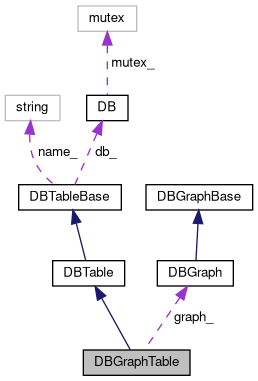 mutex
mutex_
string
DB
name_
db_
DBTableBase
DBGraphBase
DBTable
DBGraph
graph_
DBGraphTable